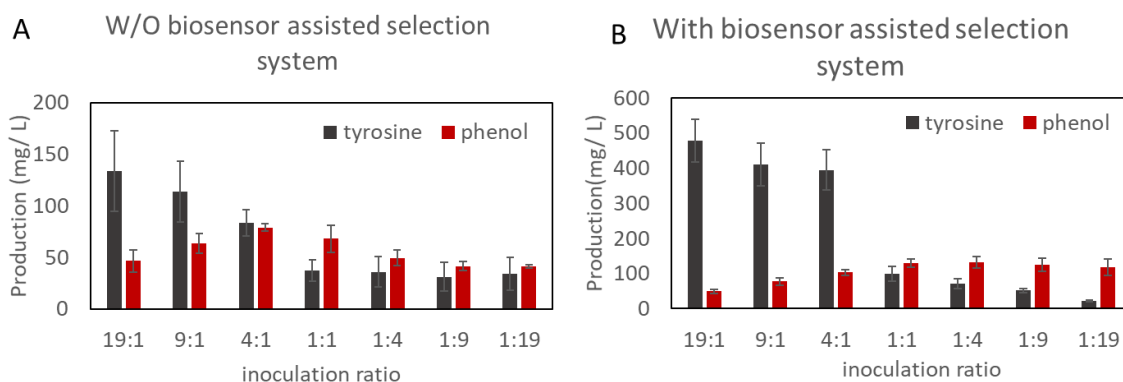 A
W/O biosensor assisted selection
system
Production (mg/ L)
200
150
100
50
0
tyrosine
phenol
19:1 9:1 4:1 1:1 1:4 1:9 1:19
inoculation ratio
B
With biosensor assisted selection
system
Production(mg/ L)
600
500
400
300
200
100
0
tyrosine
phenol
19:1 9:1 4:1 1:1 1:4 1:9 1:19
inoculation ratio